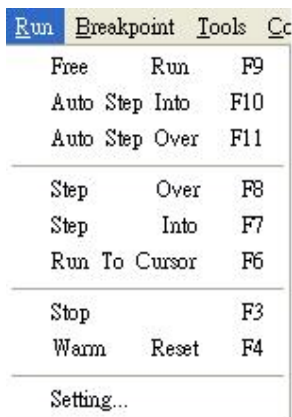 Run Breakpoint Tools Co
Free Run F9
Auto Step Into F10
Auto Step Over F11
Step Over F8
Step Into F7
Run To Cursor F6
Stop F3
Warm Reset F4
Setting...